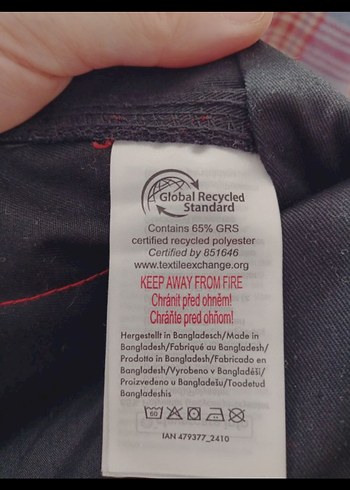 Global Recycled
Standard
Contains 65% GRS
certified recycled polyester
Certified by 851646
www.textileexchange.org
KEEP AWAY FROM FIRE
Chránit před ohněm!
Chráňte pred ohňom!
Hergestellt in Bangladesch/Made in
Bangladesh/Fabriqué au Bangladesh/
Prodotto in Bangladesh/Fabricado en
Bangladesh/Vyrobeno v Bangladéši/
Proizvedeno u Bangladešu/Toodetud
Bangladeshis
60
IAN 479377_2410